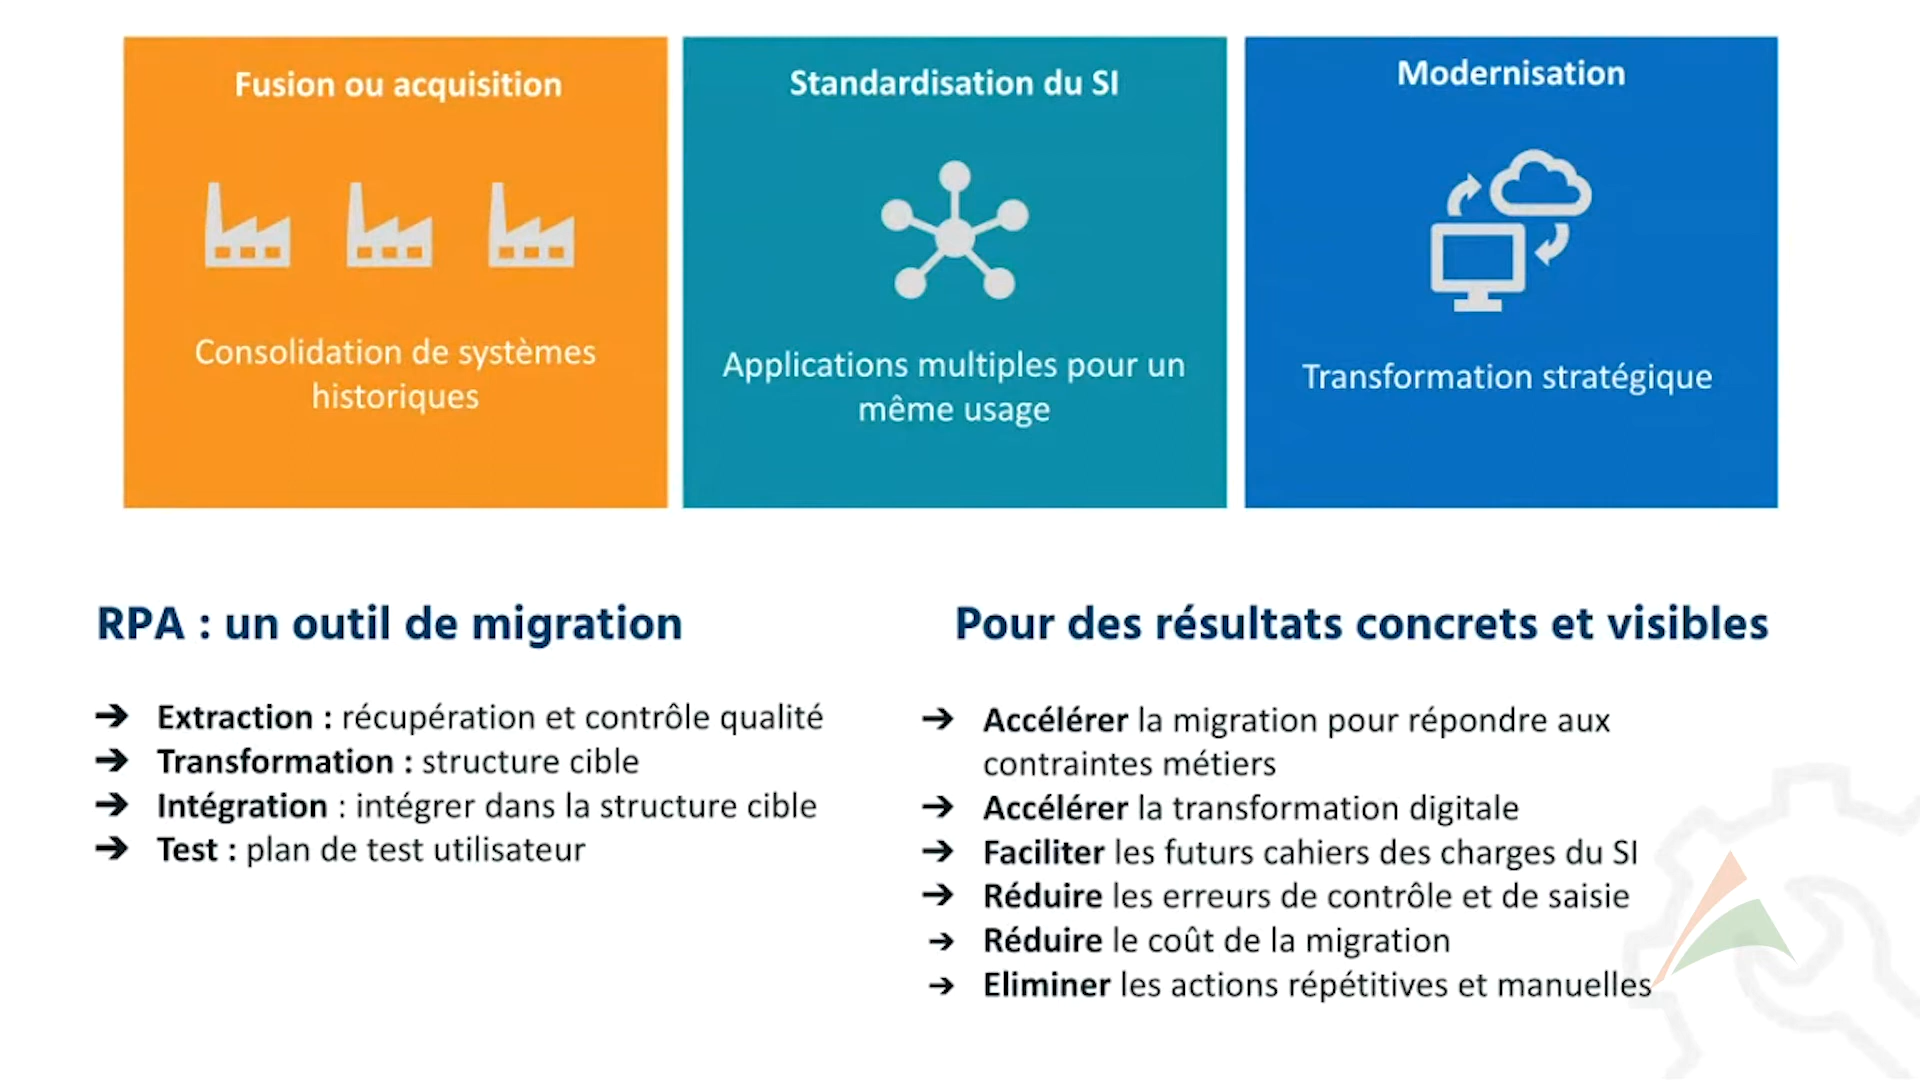 Fusion ou acquisition
Consolidation de systèmes
historiques
Standardisation du SI
Applications multiples pour un
même usage
Modernisation
Transformation stratégique
RPA : un outil de migration
➔ Extraction : récupération et contrôle qualité
➔ Transformation : structure cible
➔ Intégration : intégrer dans la structure cible
➔ Test : plan de test utilisateur
Pour des résultats concrets et visibles
➔ Accélérer la migration pour répondre aux
contraintes métiers
➔ Accélérer la transformation digitale
➔ Faciliter les futurs cahiers des charges du SI
➔ Réduire les erreurs de contrôle et de saisie
➔ Réduire le coût de la migration
➔ Eliminer les actions répétitives et manuelles